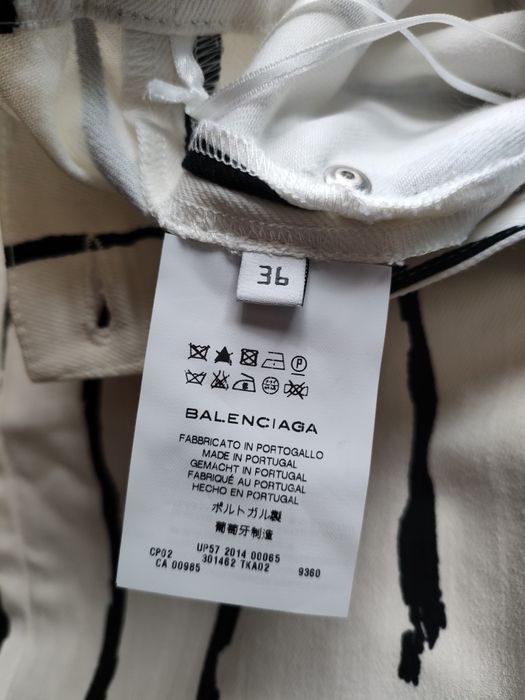 36
BALENCIAGA
FABBRICATO IN PORTOGALLO
MADE IN PORTUGAL
GEMACHT IN PORTUGAL
FABRIQUÉ AU PORTUGAL
HECHO EN PORTUGAL
ポルトガル製
葡萄牙制造
UP57 2014 00065
CP02 301462 TKA02 9360
CA 00985